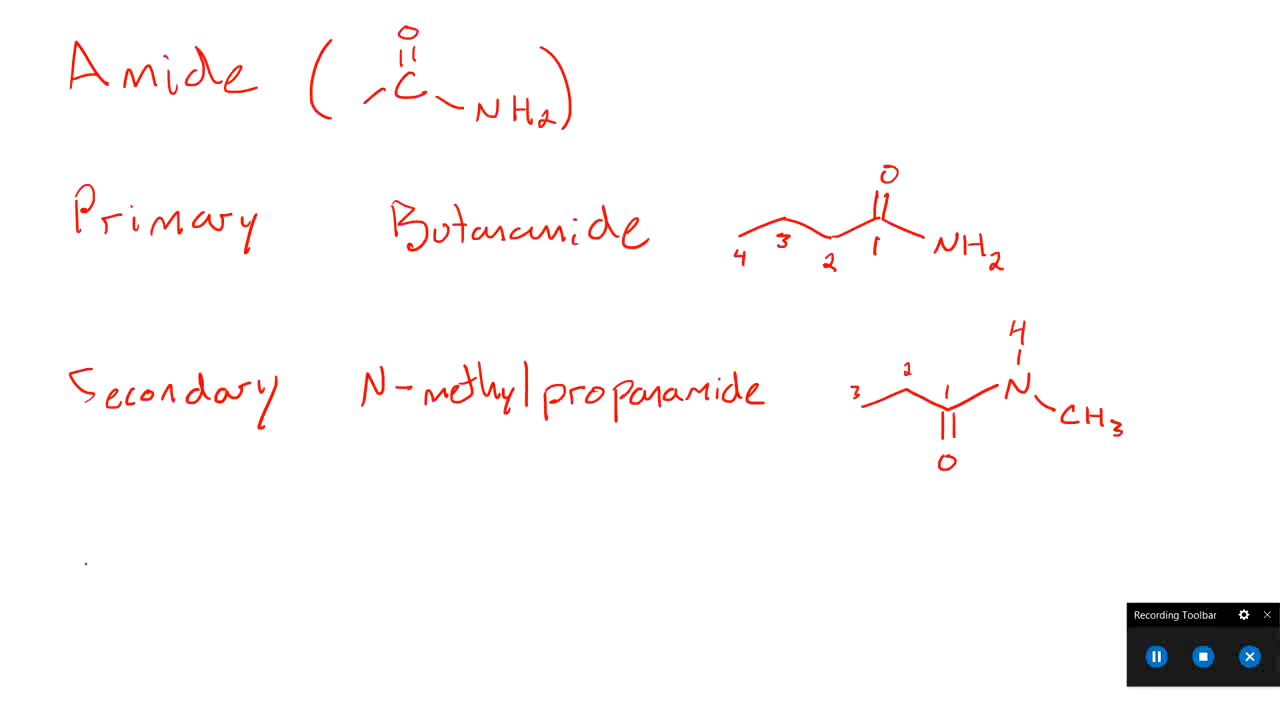 Amide ( O
C
NH2 )
Primary Butanamide O
4 3 2 1 NH2
Secondary N-methylpropanamide H
3 2 1 N
CH3
O
Recording Toolbar